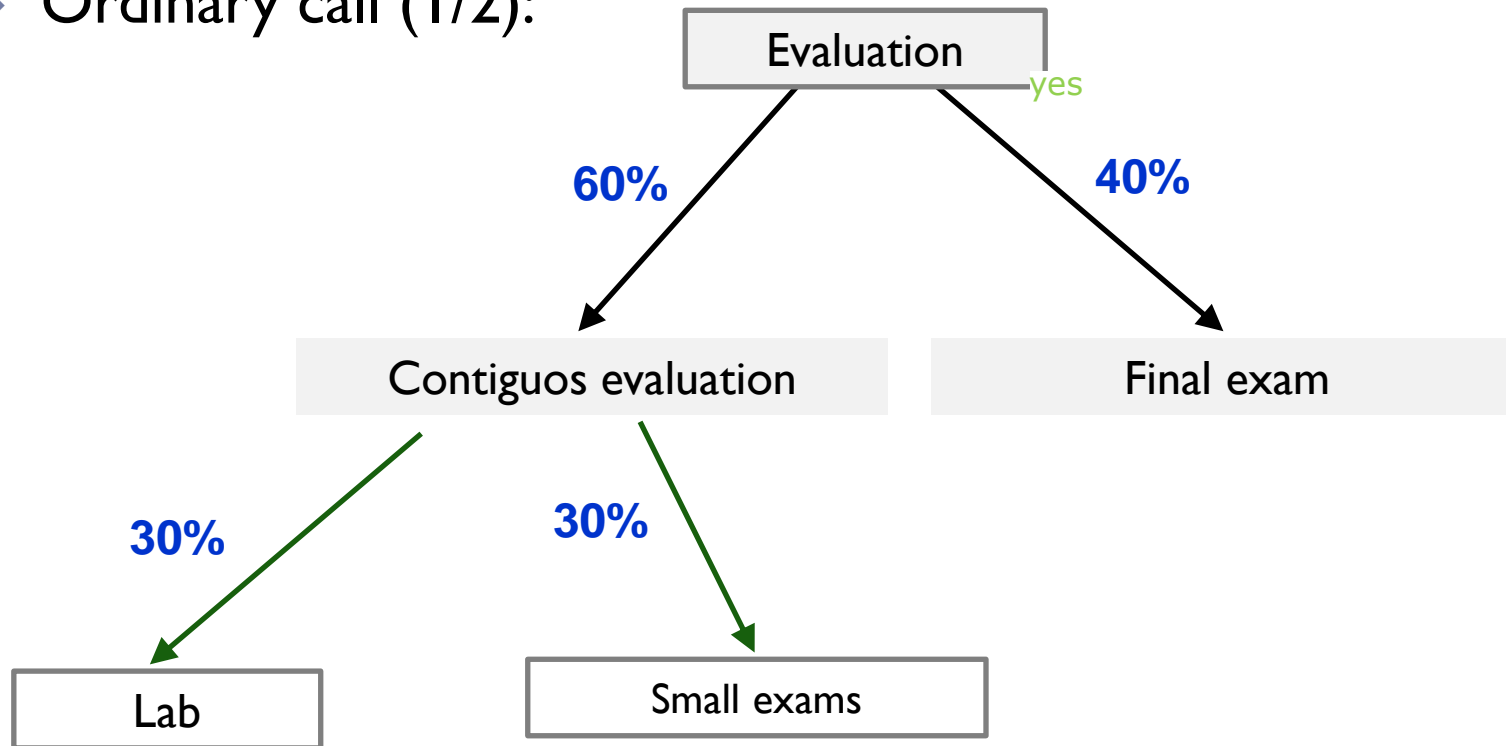 Ordinary call (1/2):
Evaluation
yes
60%
40%
Contiguos evaluation
Final exam
30%
30%
Lab
Small exams